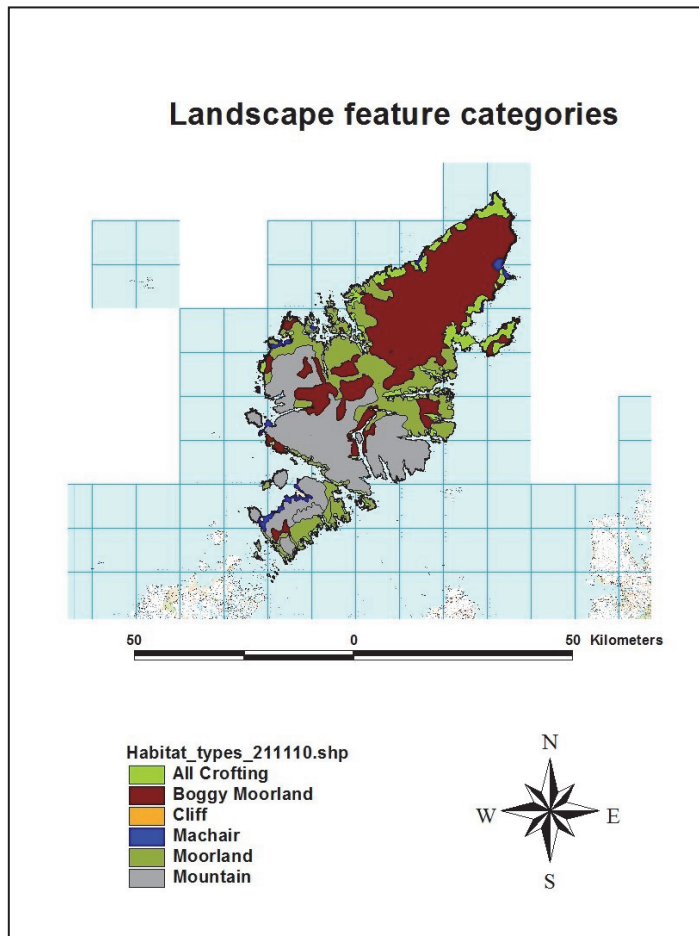 Landscape feature categories
50 0 50 Kilometers
Habitat_types_211110.shp
All Crofting
Boggy Moorland
Cliff
Machair
Moorland
Mountain
N
W E
S